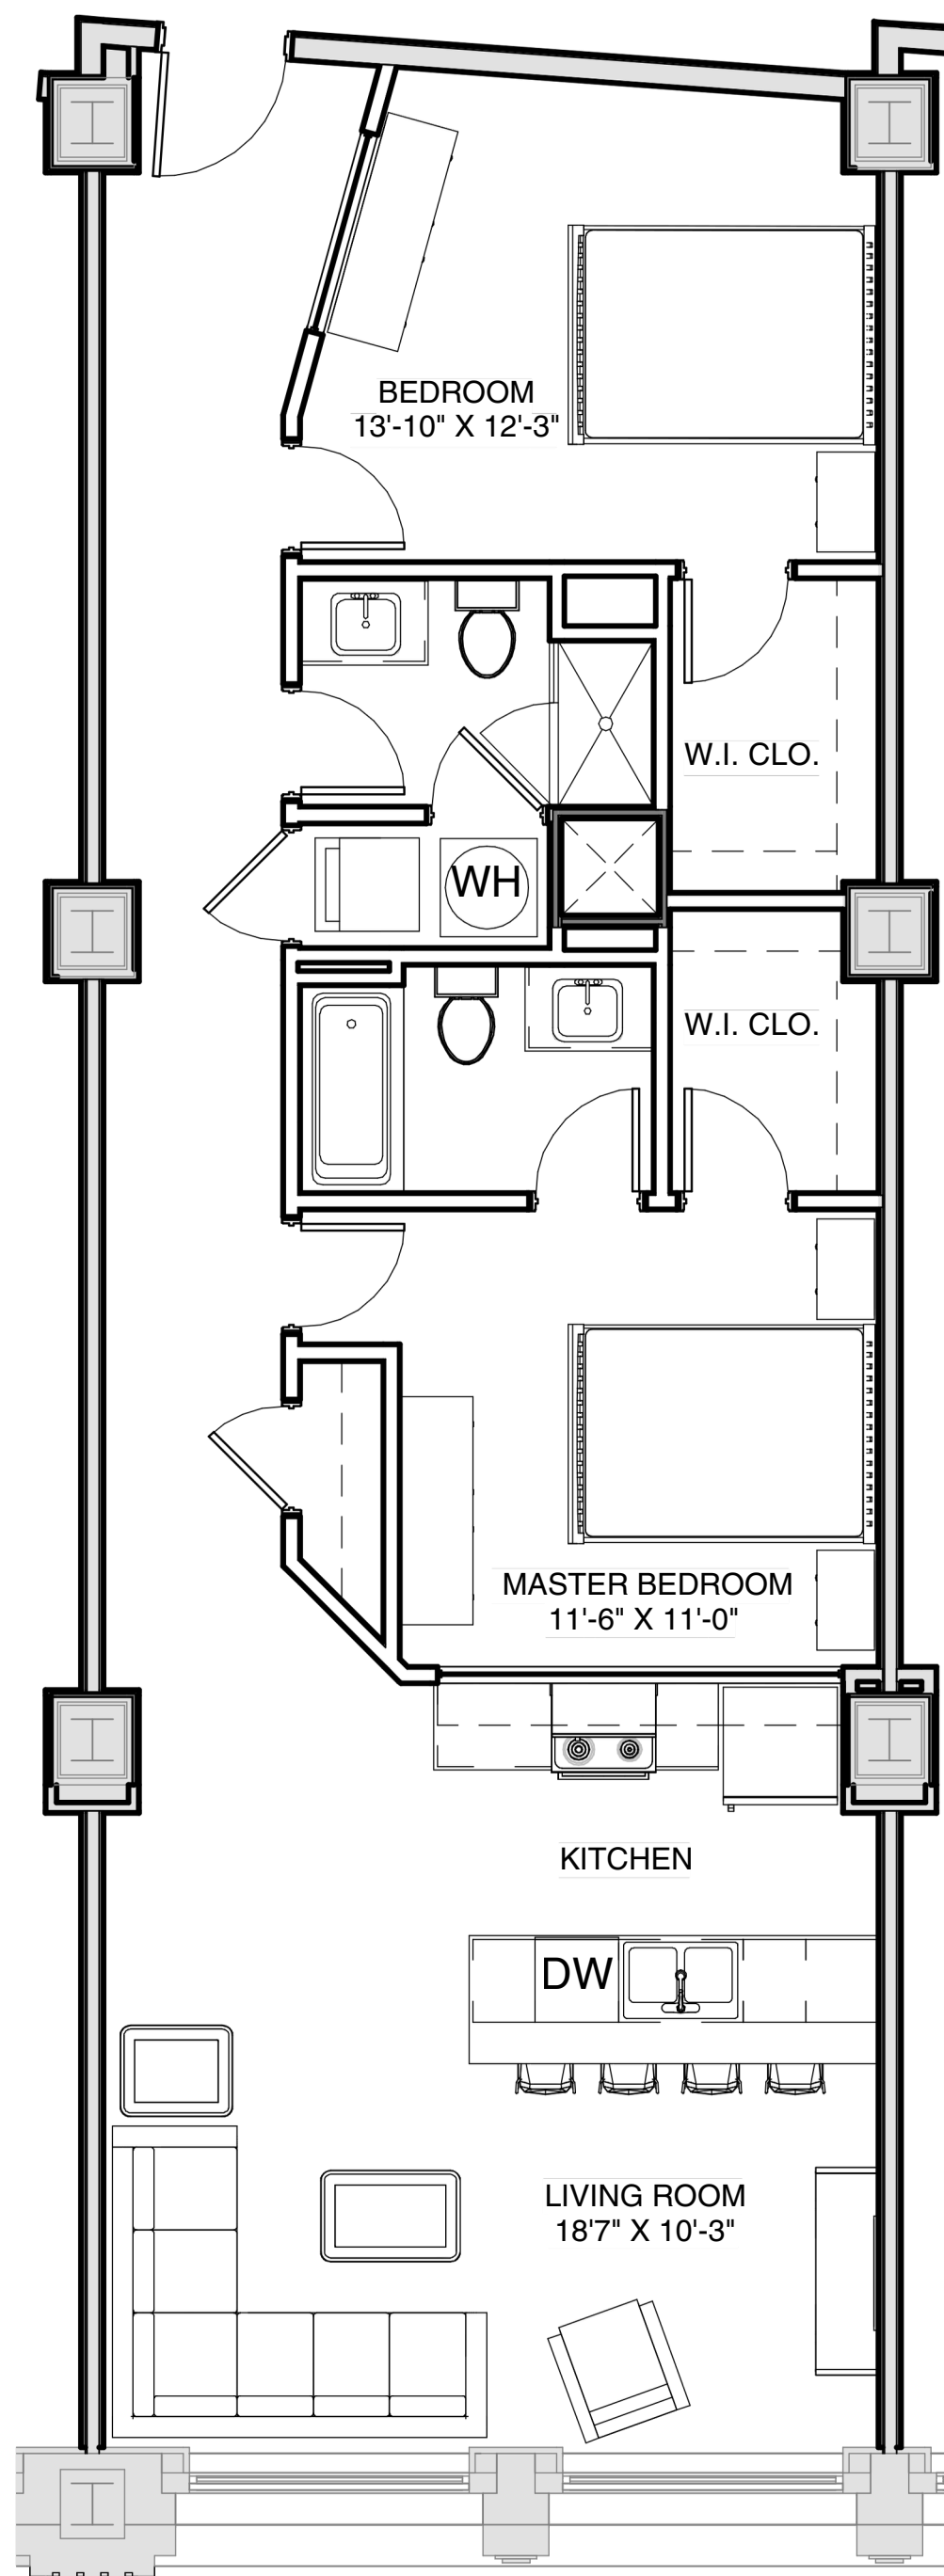 BEDROOM
13'-10" X 12'-3"
W.I. CLO.
WH
W.I. CLO.
MASTER BEDROOM
11'-6" X 11'-0"
KITCHEN
DW
LIVING ROOM
18'7" X 10'-3"